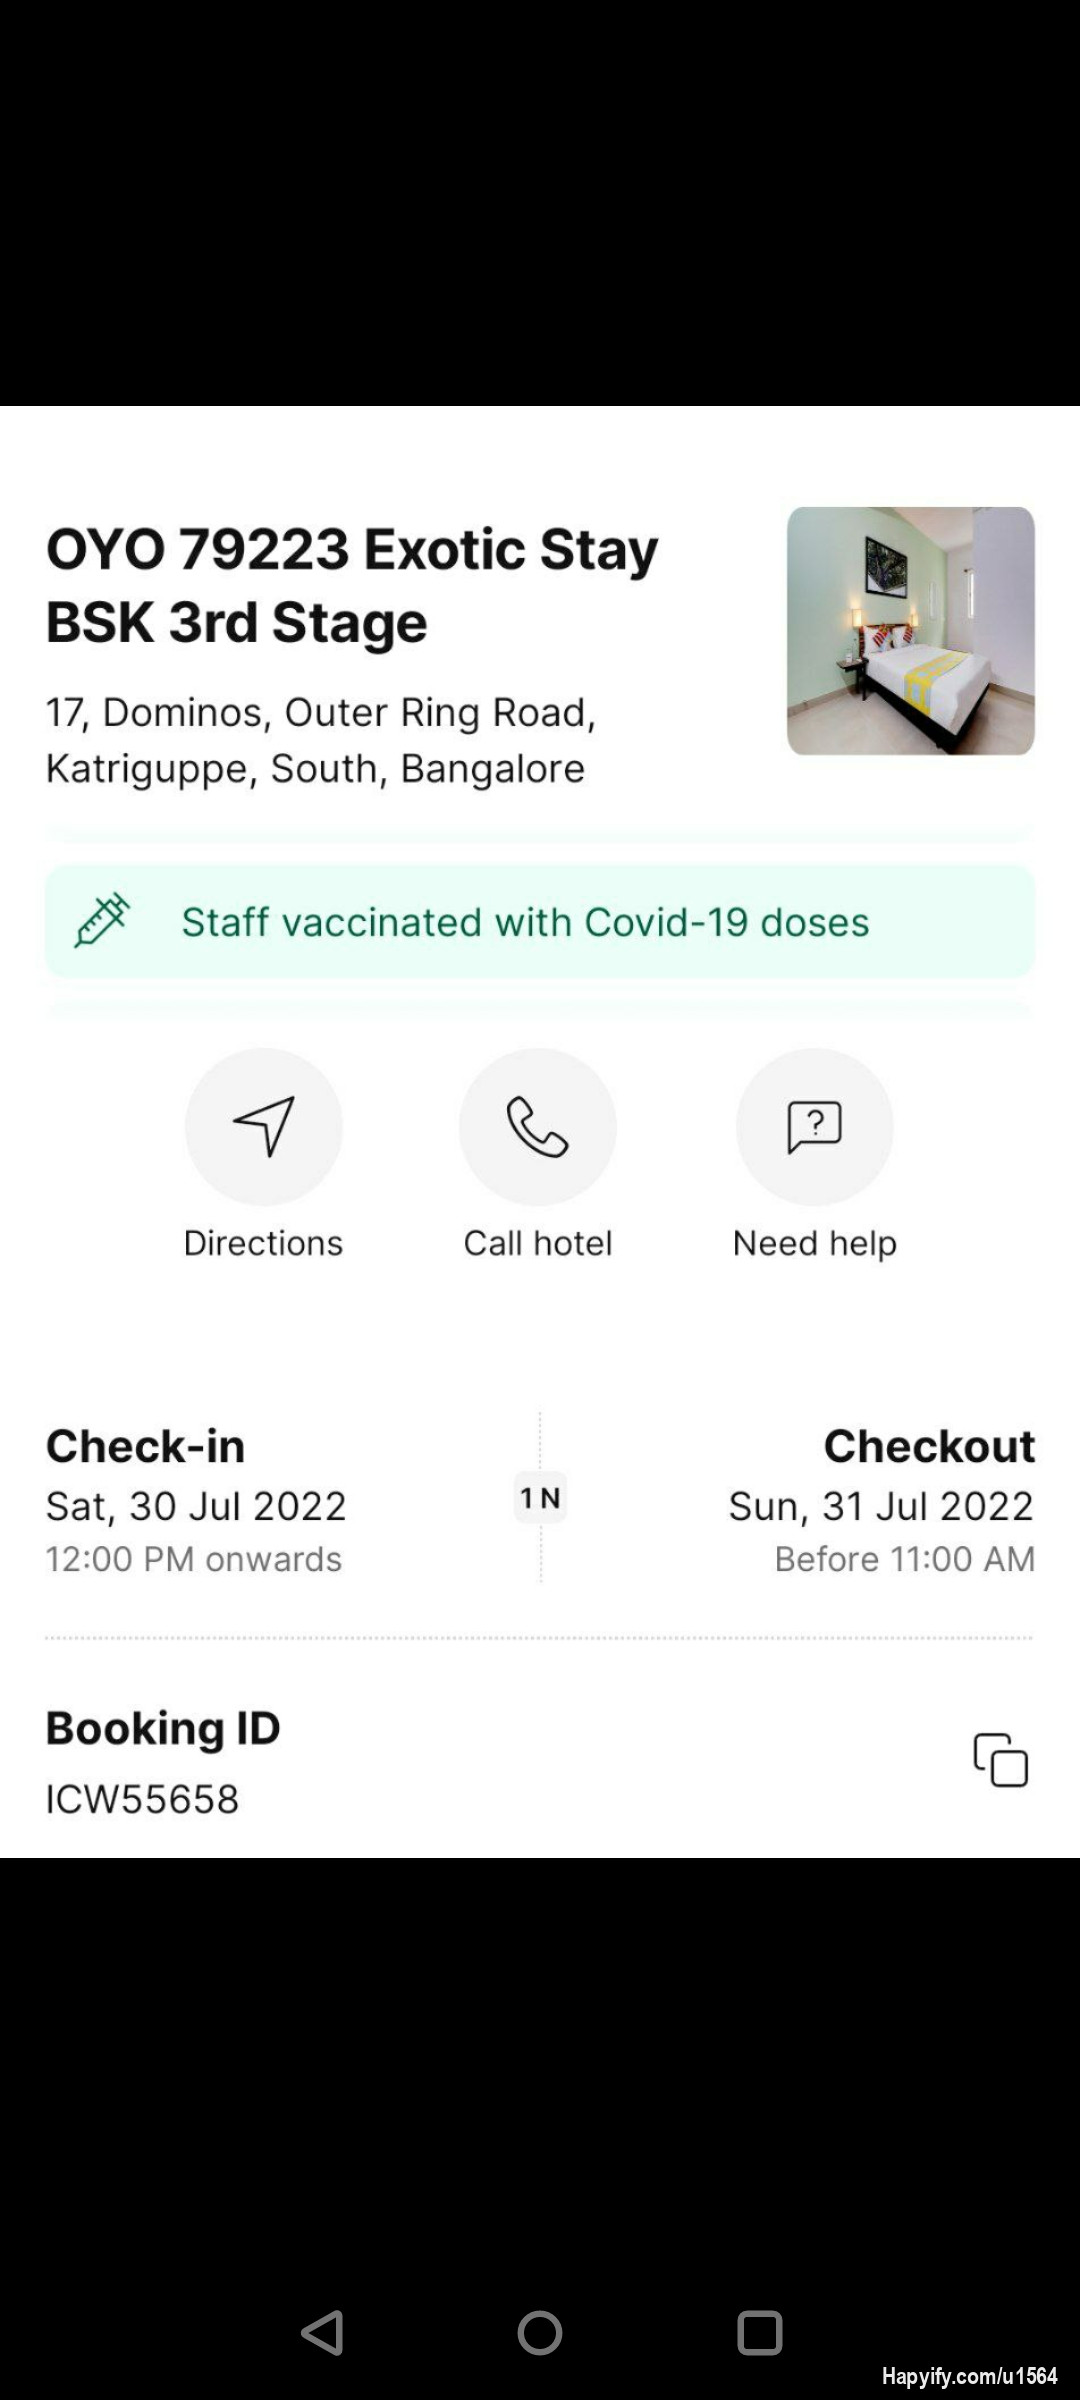 OYO 79223 Exotic Stay
BSK 3rd Stage
17, Dominos, Outer Ring Road,
Katriguppe, South, Bangalore
Staff vaccinated with Covid-19 doses
Directions
Call hotel
Need help
?
Check-in
Sat, 30 Jul 2022
12:00 PM onwards
1 N
Checkout
Sun, 31 Jul 2022
Before 11:00 AM
Booking ID
ICW55658
Hapyify.com/u1564